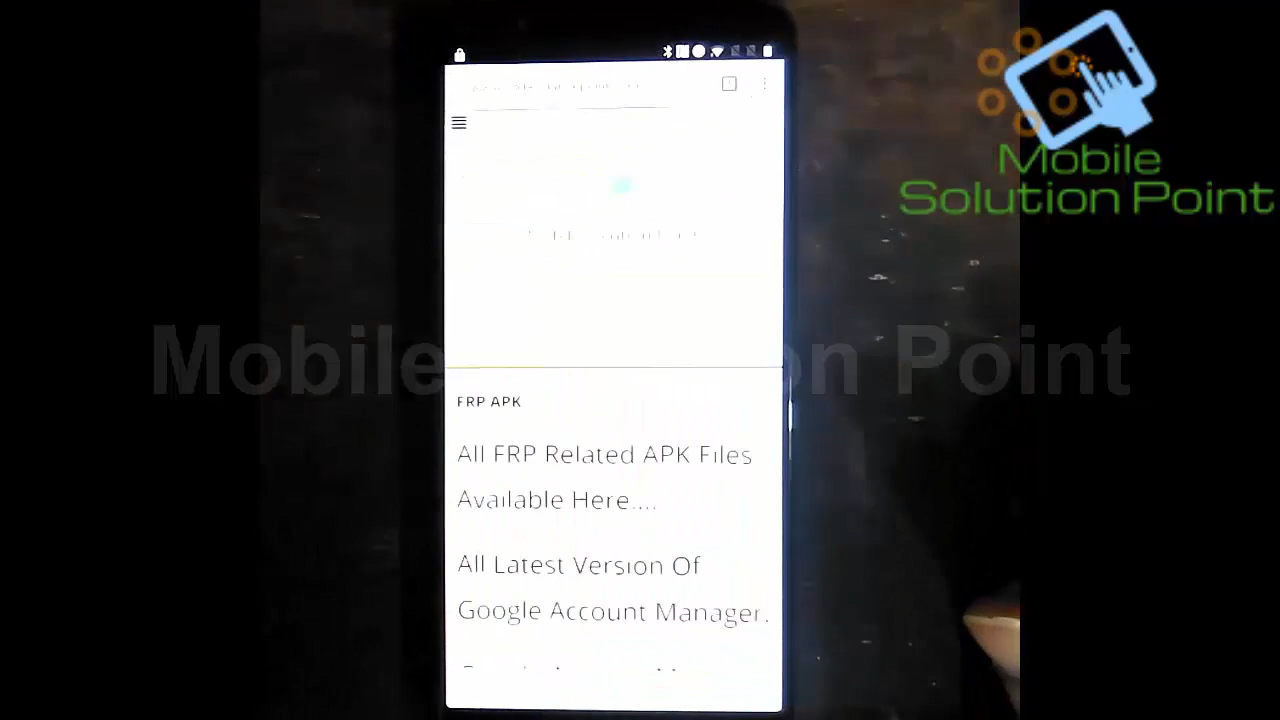 Mobile
Solution Point
Mobile Solution Point
FRP APK
All FRP Related APK Files
Available Here....
All Latest Version Of
Google Account Manager.